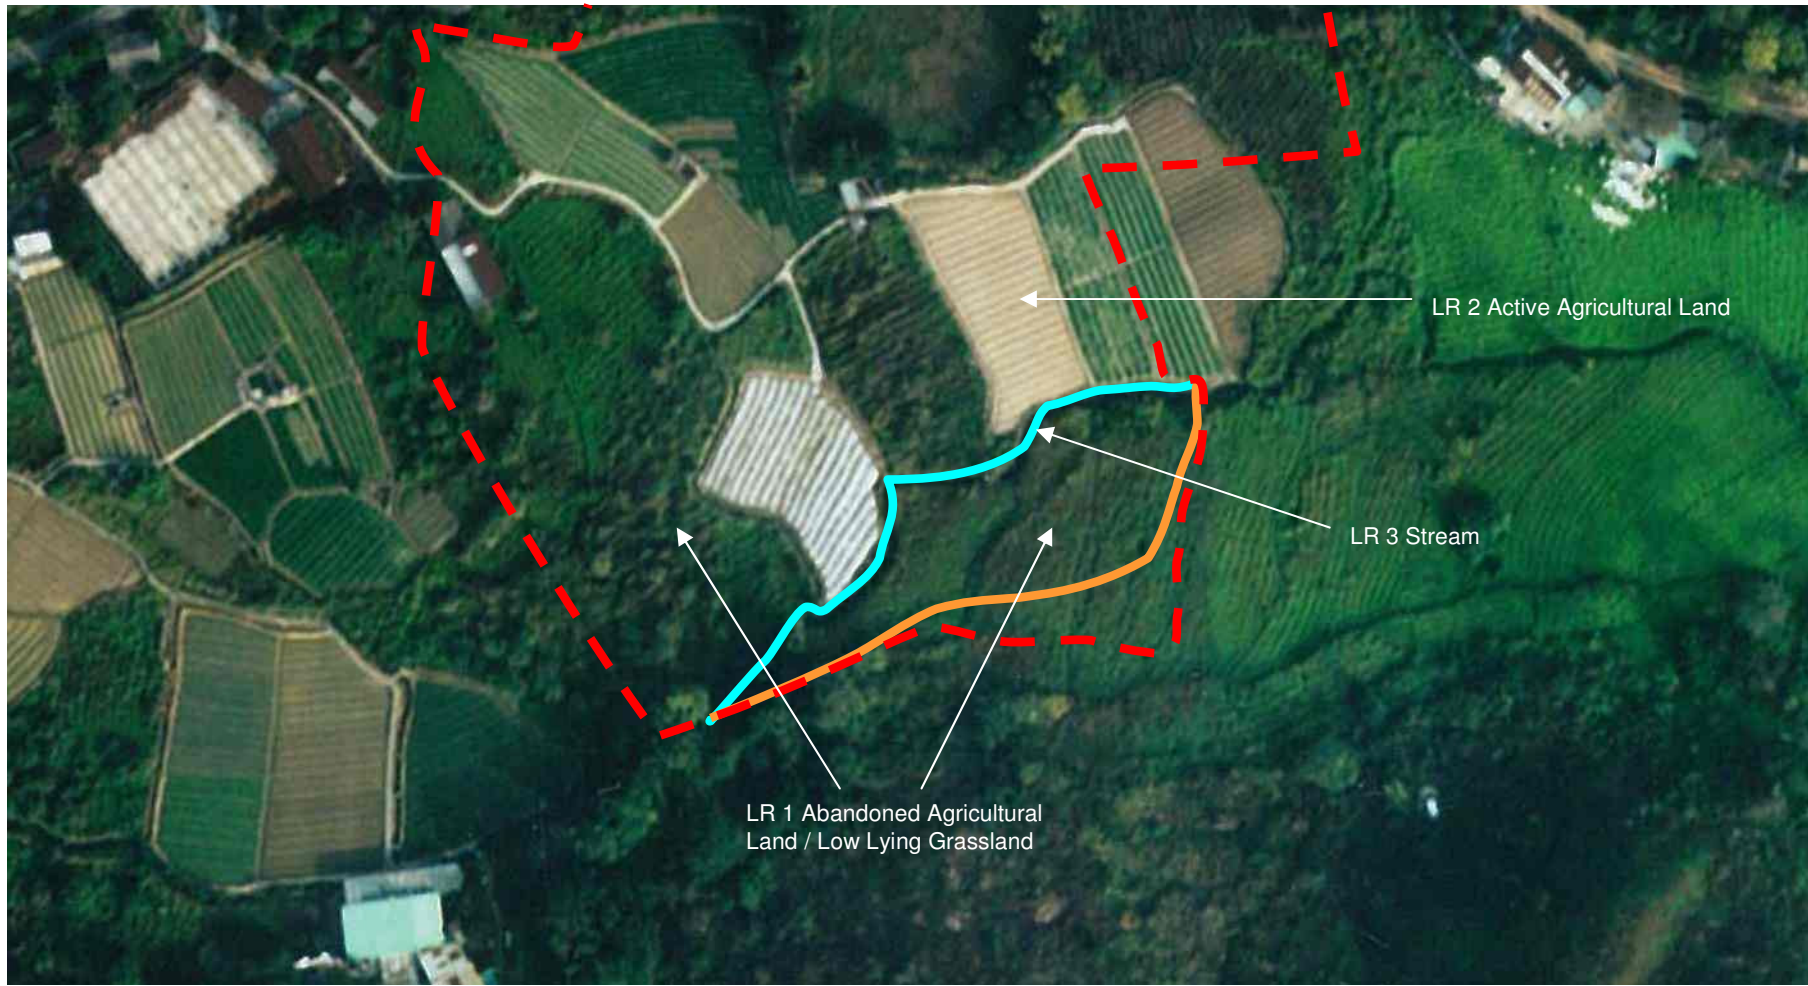 LR 2 Active Agricultural Land
LR 3 Stream
LR 1 Abandoned Agricultural
Land / Low Lying Grassland